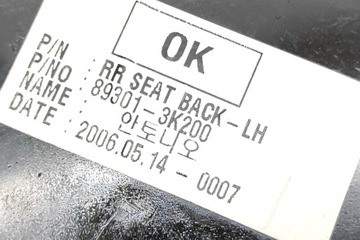 OK
P/N : RR SEAT BACK-LH
P/NO : 89301-3K200
NAME : 안토니오
DATE : 2006.05.14 - 0007